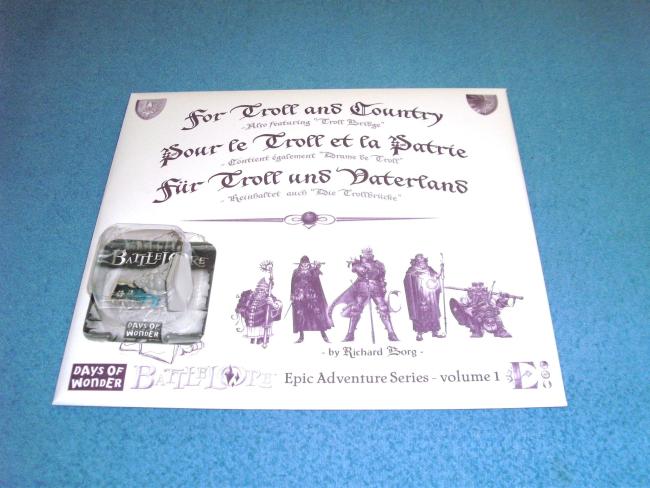 For Troll and Country
- Also featuring "Troll Bridge"
Pour le Troll et la Patrie
- Contient également "Drame de Troll"
Für Troll und Vaterland
- Beinhaltet auch "Die Trollbrücke"
BATTLELORE
DAYS OF WONDER
- by Richard Borg -
DAYS OF WONDER
BATTLELORE Epic Adventure Series - volume 1 E